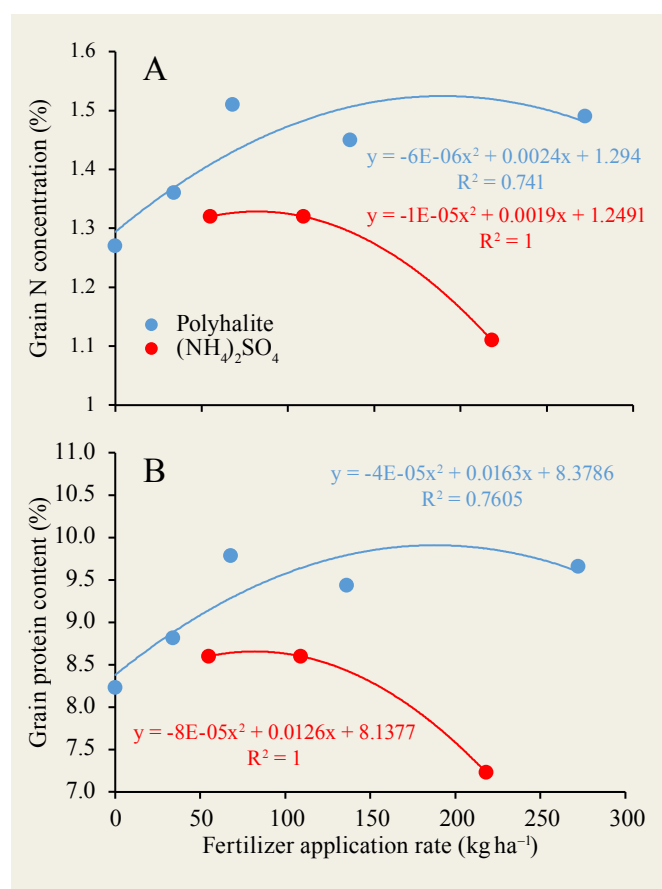 A
1.6
1.5
1.4
1.3
1.2
1.1
1
Grain N concentration (%)
y = -6E-06x² + 0.0024x + 1.294
R² = 0.741
y = -1E-05x² + 0.0019x + 1.2491
R² = 1
Polyhalite
(NH₄)₂SO₄
B
11.0
10.5
10.0
9.5
9.0
8.5
8.0
7.5
7.0
Grain protein content (%)
y = -4E-05x² + 0.0163x + 8.3786
R² = 0.7605
y = -8E-05x² + 0.0126x + 8.1377
R² = 1
0 50 100 150 200 250 300
Fertilizer application rate (kg ha⁻¹)